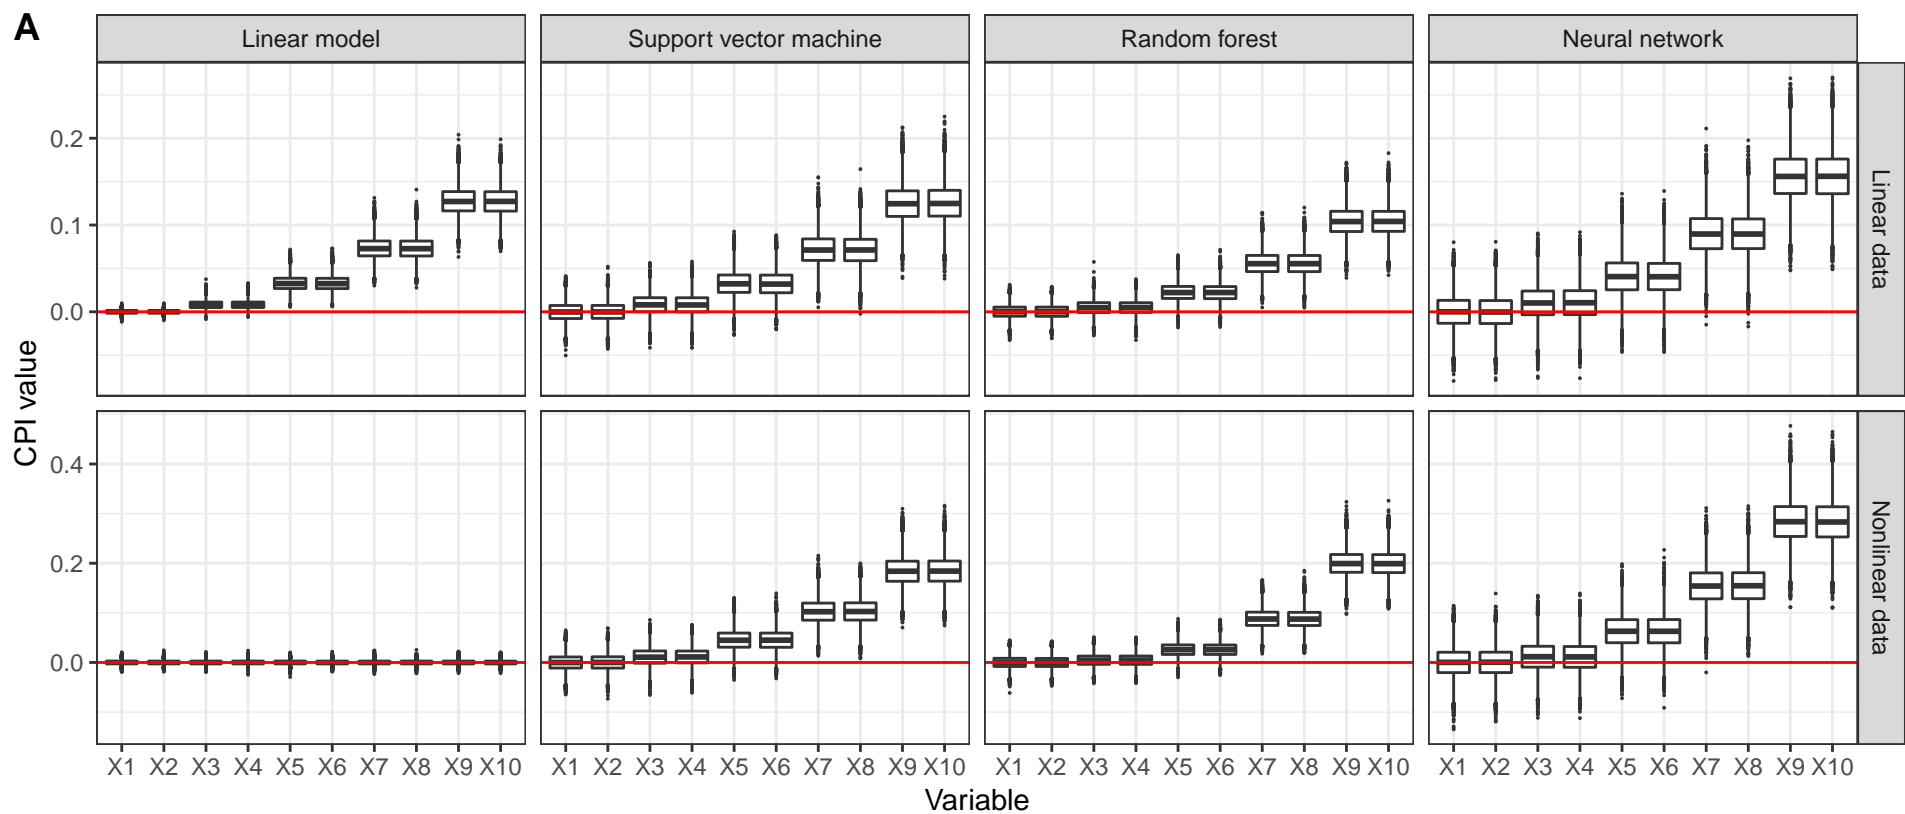 A
Linear model Support vector machine Random forest Neural network
0.2
0.1
0.0
Linear data
CPI value
0.4
0.2
0.0
Nonlinear data
X1 X2 X3 X4 X5 X6 X7 X8 X9 X10 X1 X2 X3 X4 X5 X6 X7 X8 X9 X10 X1 X2 X3 X4 X5 X6 X7 X8 X9 X10 X1 X2 X3 X4 X5 X6 X7 X8 X9 X10
Variable